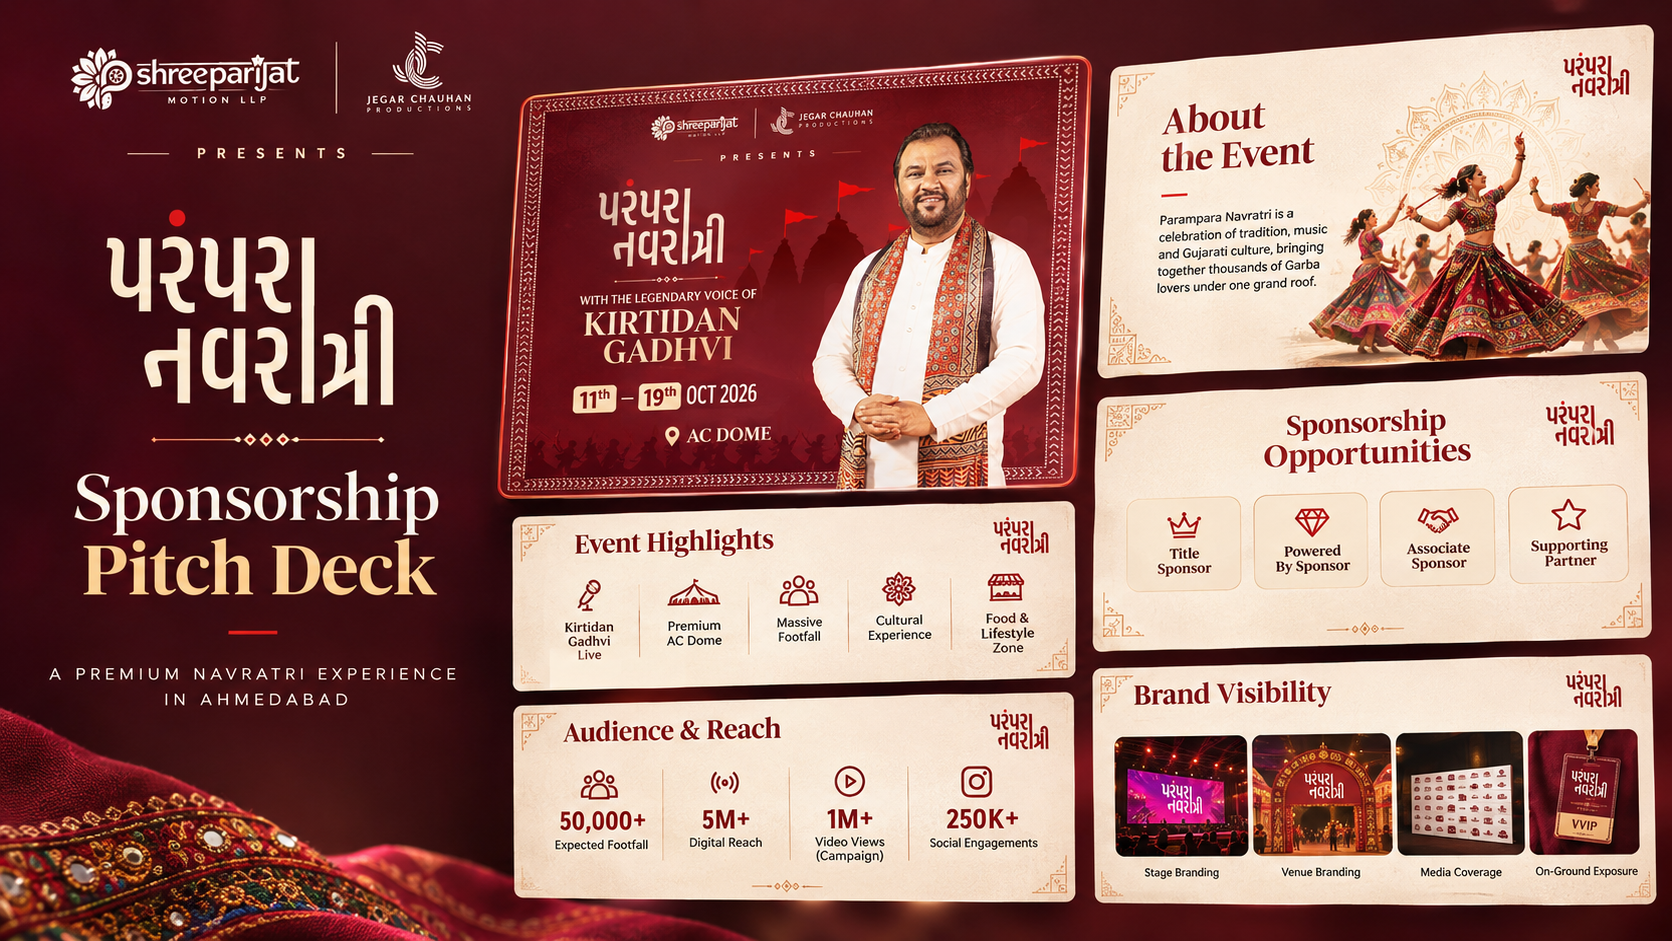 shreeparijat
MOTION LLP
JEGAR CHAUHAN
PRODUCTIONS
PRESENTS
પરંપરા
નવરાત્રી
Sponsorship
Pitch Deck
A PREMIUM NAVRATRI EXPERIENCE
IN AHMEDABAD
shreeparijat
MOTION LLP
JEGAR CHAUHAN
PRODUCTIONS
PRESENTS
પરંપરા
નવરાત્રી
WITH THE LEGENDARY VOICE OF
KIRTIDAN
GADHVI
11th – 19th OCT 2026
AC DOME
Event Highlights
પરંપરા
નવરાત્રી
Kirtidan
Gadhvi
Live
Premium
AC Dome
Massive
Footfall
Cultural
Experience
Food &
Lifestyle
Zone
Audience & Reach
પરંપરા
નવરાત્રી
50,000+
Expected Footfall
5M+
Digital Reach
1M+
Video Views
(Campaign)
250K+
Social Engagements
પરંપરા
નવરાત્રી
About
the Event
Parampara Navratri is a
celebration of tradition, music
and Gujarati culture, bringing
together thousands of Garba
lovers under one grand roof.
Sponsorship
Opportunities
પરંપરા
નવરાત્રી
Title
Sponsor
Powered
By Sponsor
Associate
Sponsor
Supporting
Partner
Brand Visibility
પરંપરા
નવરાત્રી
પરંપરા
નવરાત્રી
Stage Branding
પરંપરા
નવરાત્રી
Venue Branding
Media Coverage
પરંપરા
નવરાત્રી
VVIP
On-Ground Exposure